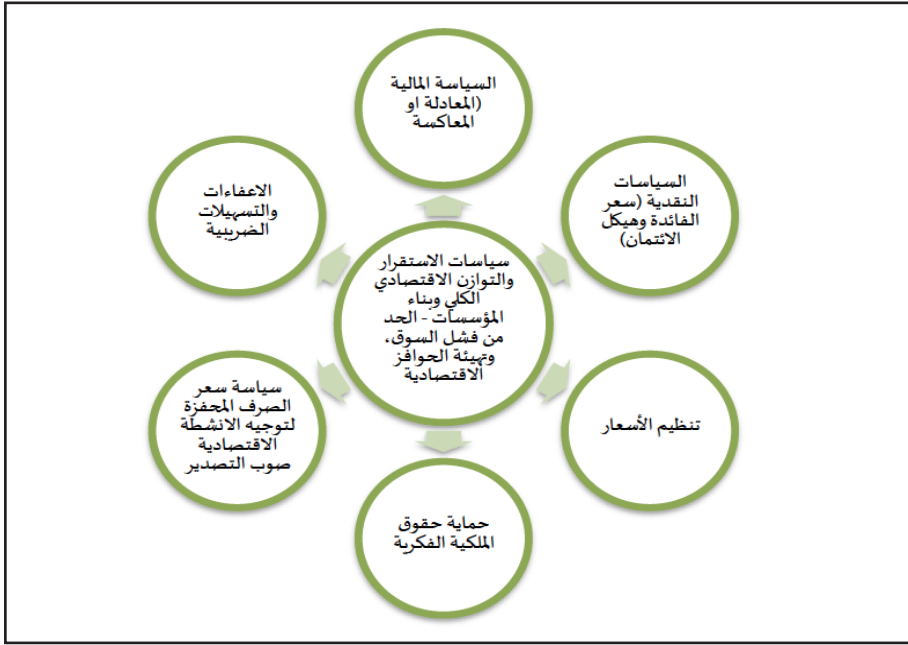 السياسة المالية
(المعادلة او
المعاكسة
السياسات
النقدية (سعر
الفائدة وهيكل
الائتمان)
تنظيم الأسعار
حماية حقوق
الملكية الفكرية
سياسة سعر
الصرف المحفزة
لتوجيه الانشطة
الاقتصادية
صوب التصدير
الاعفاءات
والتسهيلات
الضريبية
سياسات الاستقرار
والتوازن الاقتصادي
الكلي وبناء
المؤسسات - الحد
من فشل السوق،
وتهيئة الحوافز
الاقتصادية